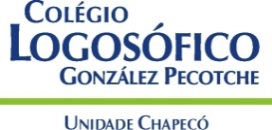 COLÉGIO
LOGOSÓFICO
GONZÁLEZ PECOTCHE
UNIDADE CHAPECÓ